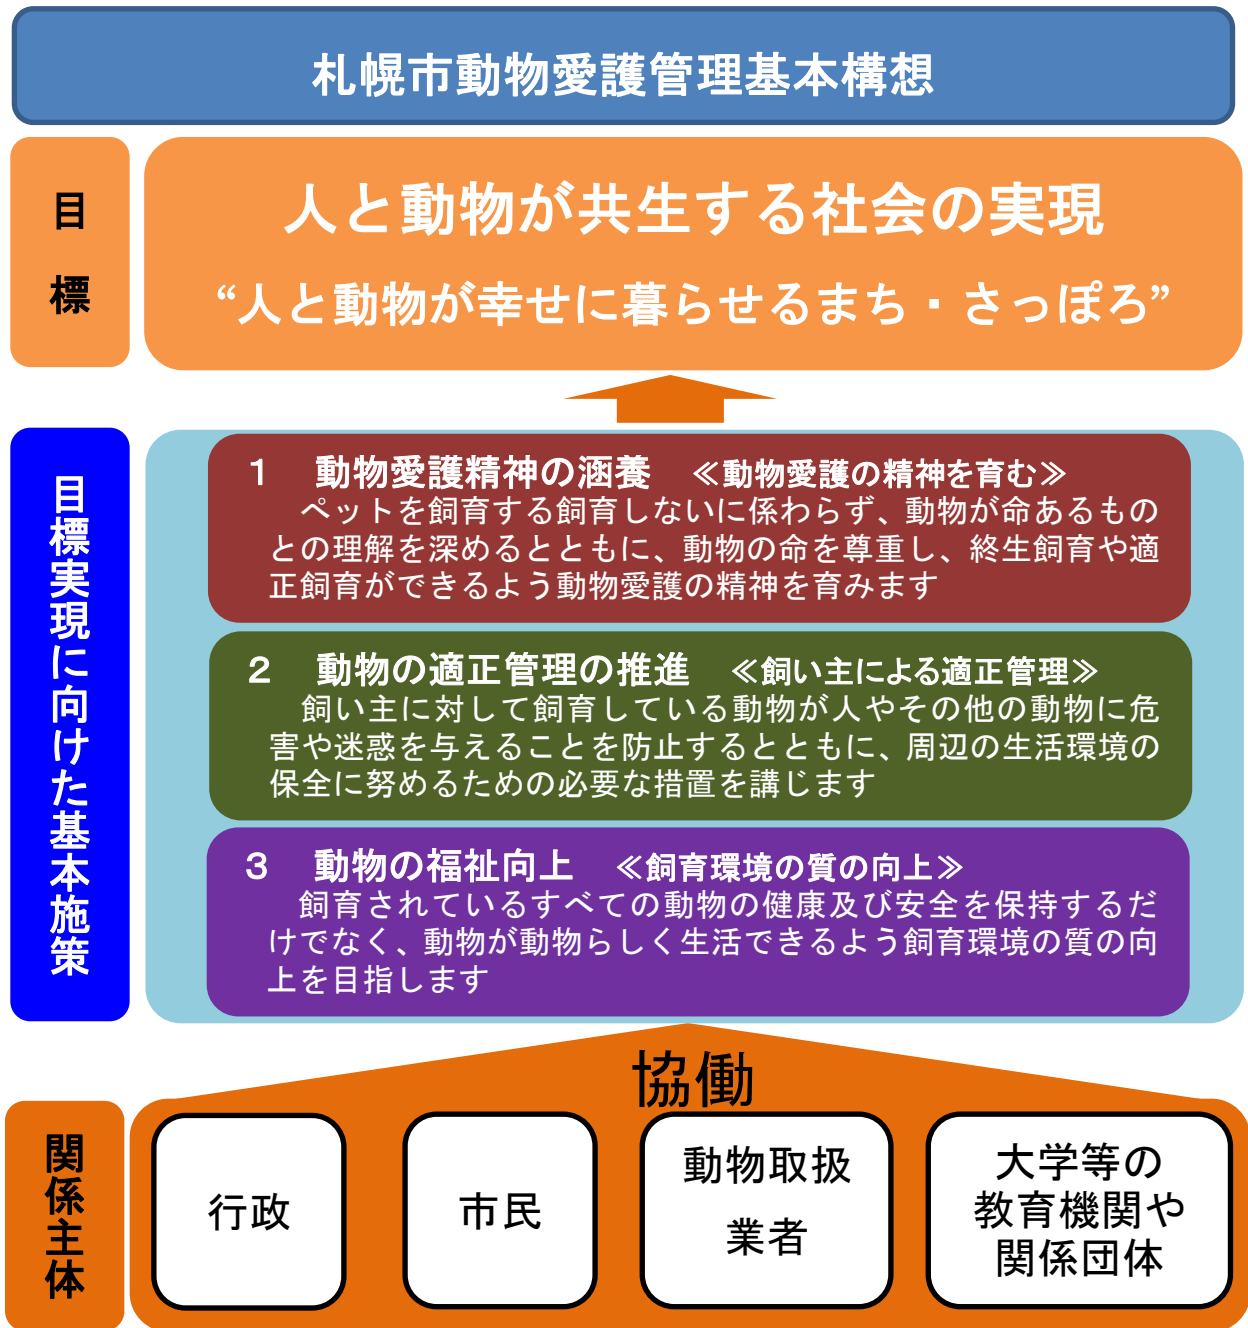 札幌市動物愛護管理基本構想
目標
人と動物が共生する社会の実現
“人と動物が幸せに暮らせるまち・さっぽろ”
目標実現に向けた基本施策
１　動物愛護精神の涵養　≪動物愛護の精神を育む≫
ペットを飼育する飼育しないに係わらず、動物が命あるもの
との理解を深めるとともに、動物の命を尊重し、終生飼育や適
正飼育ができるよう動物愛護の精神を育みます
２　動物の適正管理の推進　≪飼い主による適正管理≫
飼い主に対して飼育している動物が人やその他の動物に危
害や迷惑を与えることを防止するとともに、周辺の生活環境の
保全に努めるための必要な措置を講じます
３　動物の福祉向上　≪飼育環境の質の向上≫
飼育されているすべての動物の健康及び安全を保持するだ
けでなく、動物が動物らしく生活できるよう飼育環境の質の向
上を目指します
協働
関係主体
行政
市民
動物取扱
業者
大学等の
教育機関や
関係団体